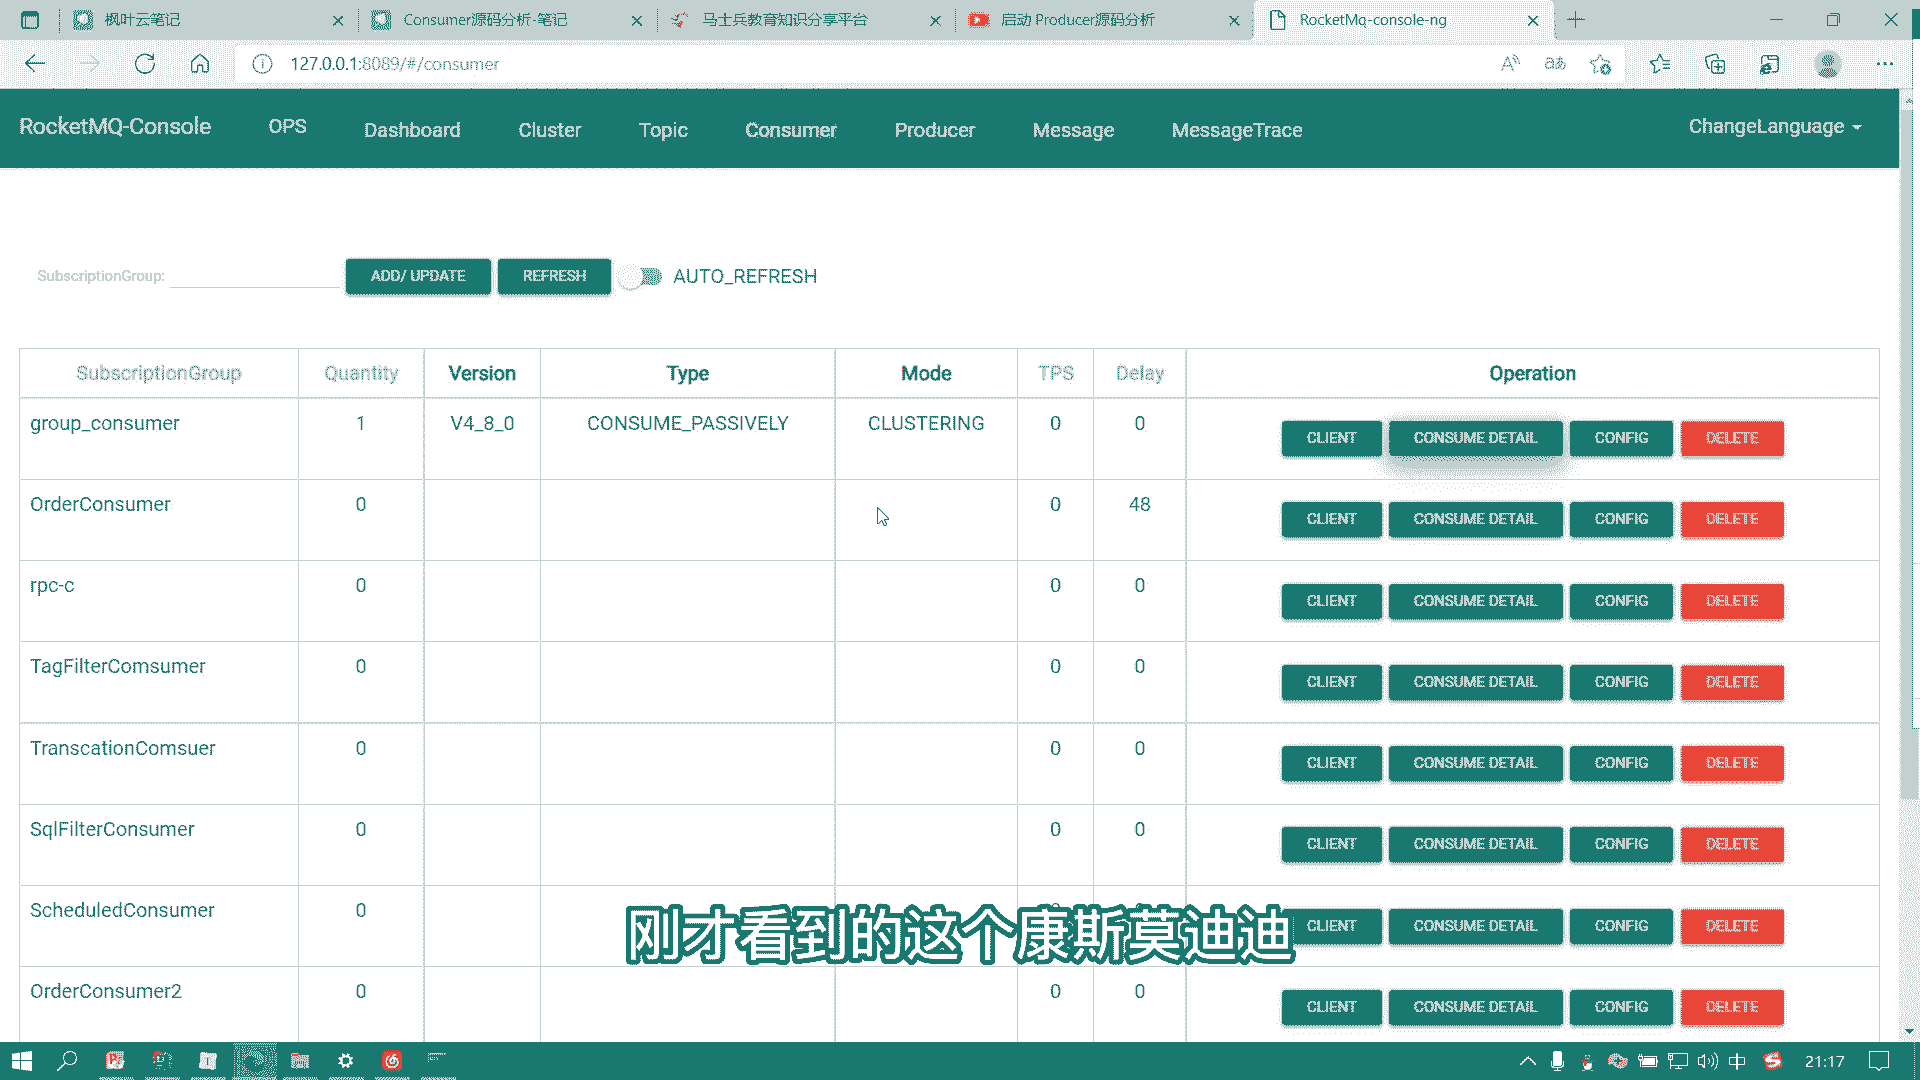 枫叶云笔记
Consumer源码分析-笔记
马士兵教育知识分享平台
启动 Producer源码分析
RocketMq-console-ng
127.0.0.1:8089/#/consumer
RocketMQ-Console OPS Dashboard Cluster Topic Consumer Producer Message MessageTrace ChangeLanguage
SubscriptionGroup: ADD/ UPDATE REFRESH AUTO_REFRESH
SubscriptionGroup Quantity Version Type Mode TPS Delay Operation
group_consumer 1 V4_8_0 CONSUME_PASSIVELY CLUSTERING 0 0 CLIENT CONSUME DETAIL CONFIG DELETE
OrderConsumer 0 0 48 CLIENT CONSUME DETAIL CONFIG DELETE
rpc-c 0 0 0 CLIENT CONSUME DETAIL CONFIG DELETE
TagFilterComsumer 0 0 0 CLIENT CONSUME DETAIL CONFIG DELETE
TranscationComsuer 0 0 0 CLIENT CONSUME DETAIL CONFIG DELETE
SqlFilterConsumer 0 0 0 CLIENT CONSUME DETAIL CONFIG DELETE
ScheduledConsumer 0 CLIENT CONSUME DETAIL CONFIG DELETE
刚才看到的这个康斯莫迪迪
OrderConsumer2 0 0 0 CLIENT CONSUME DETAIL CONFIG DELETE
中 21:17